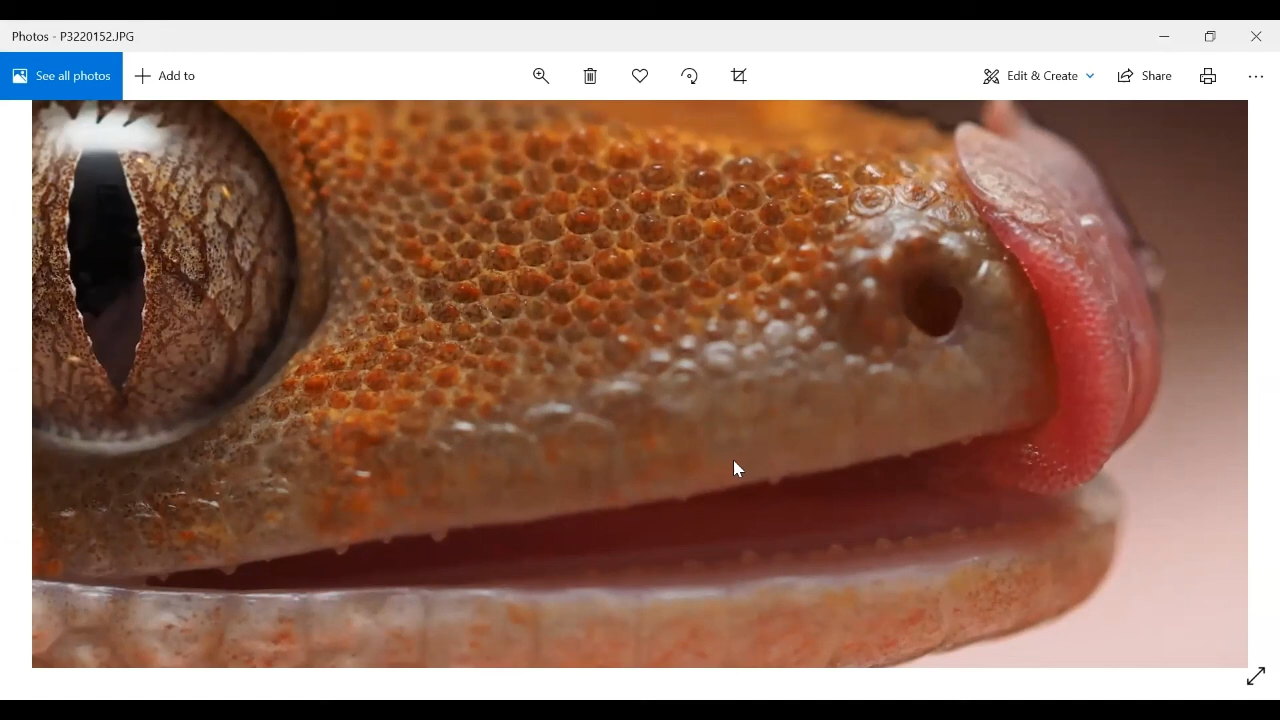 Photos - P3220152.JPG
See all photos
Add to
Edit & Create
Share